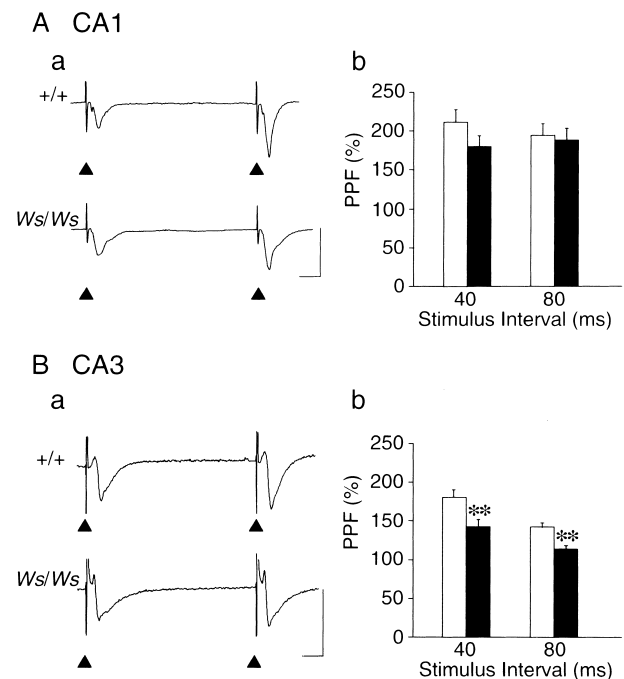 A CA1
a
b
+/+
Ws/Ws
PPF (%)
250
200
150
100
50
0
40
80
Stimulus Interval (ms)
B CA3
a
b
+/+
Ws/Ws
PPF (%)
250
200
150
100
50
0
**
**
40
80
Stimulus Interval (ms)